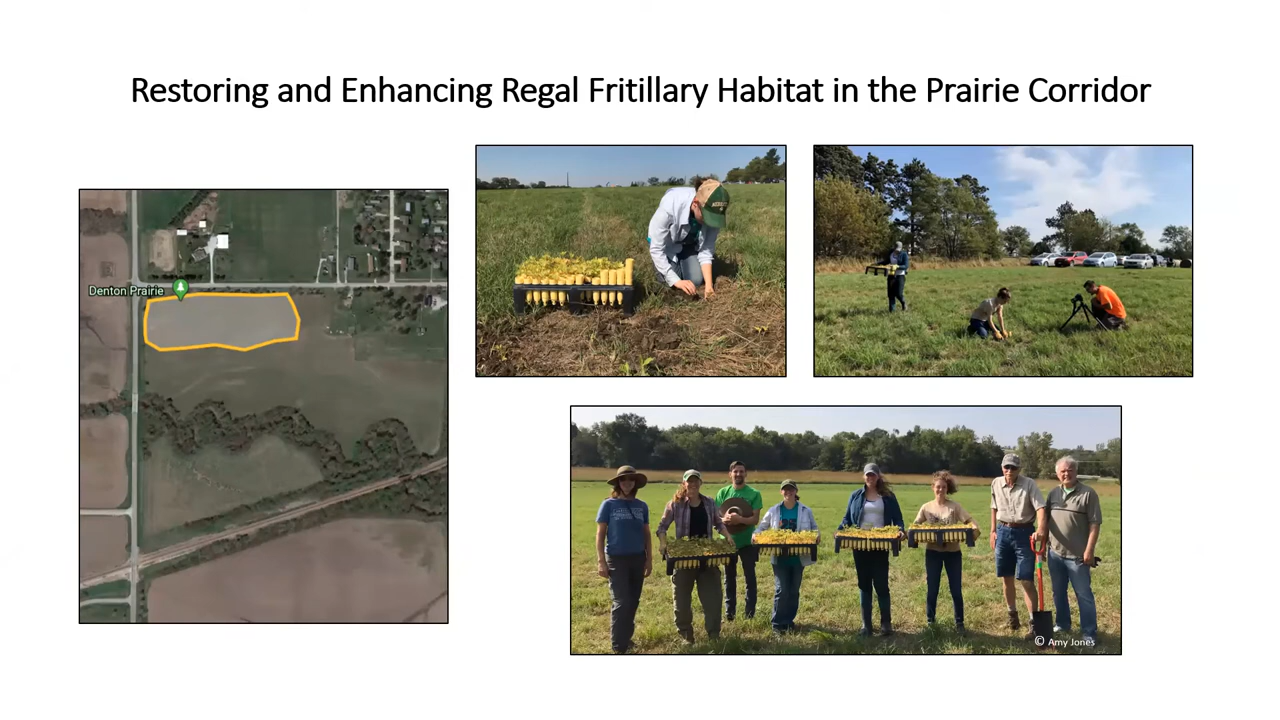 Restoring and Enhancing Regal Fritillary Habitat in the Prairie Corridor
Denton Prairie
© Amy Jones